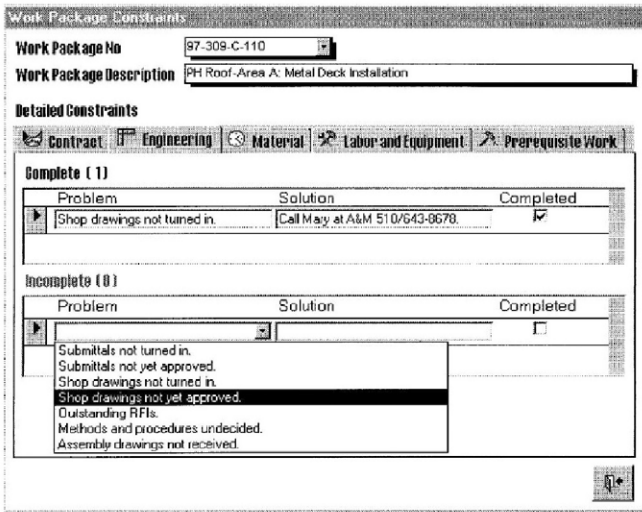 Work Package Constraints
Work Package No 97-309-C-110
Work Package Description PH Roof-Area A: Metal Deck Installation
Detailed Constraints
Contract Engineering Material Labor and Equipment Prerequisite Work
Complete ( 1 )
Problem Solution Completed
Shop drawings not turned in. Call Mary at A&M 510/643-8678.
Incomplete ( 0 )
Problem Solution Completed
Submittals not turned in.
Submittals not yet approved.
Shop drawings not turned in.
Shop drawings not yet approved.
Outstanding RFIs.
Methods and procedures undecided.
Assembly drawings not received.